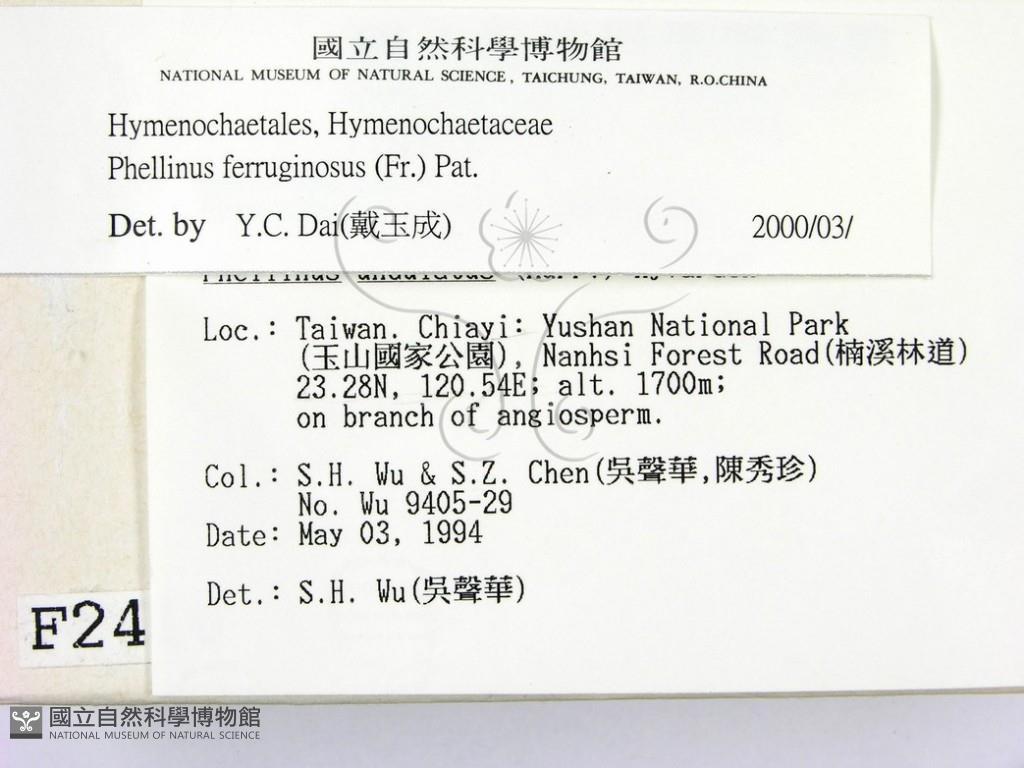 國立自然科學博物館
NATIONAL MUSEUM OF NATURAL SCIENCE, TAICHUNG, TAIWAN, R.O.CHINA
Hymenochaetales, Hymenochaetaceae
Phellinus ferruginosus (Fr.) Pat.
Det. by Y.C. Dai(戴玉成) 2000/03/
Phellinus undulatus
Loc.: Taiwan. Chiayi: Yushan National Park
(玉山國家公園), Nanhsi Forest Road(楠溪林道)
23.28N, 120.54E; alt. 1700m;
on branch of angiosperm.
Col.: S.H. Wu & S.Z. Chen(吳聲華,陳秀珍)
No. Wu 9405-29
Date: May 03, 1994
Det.: S.H. Wu(吳聲華)
F24
國立自然科學博物館
NATIONAL MUSEUM OF NATURAL SCIENCE